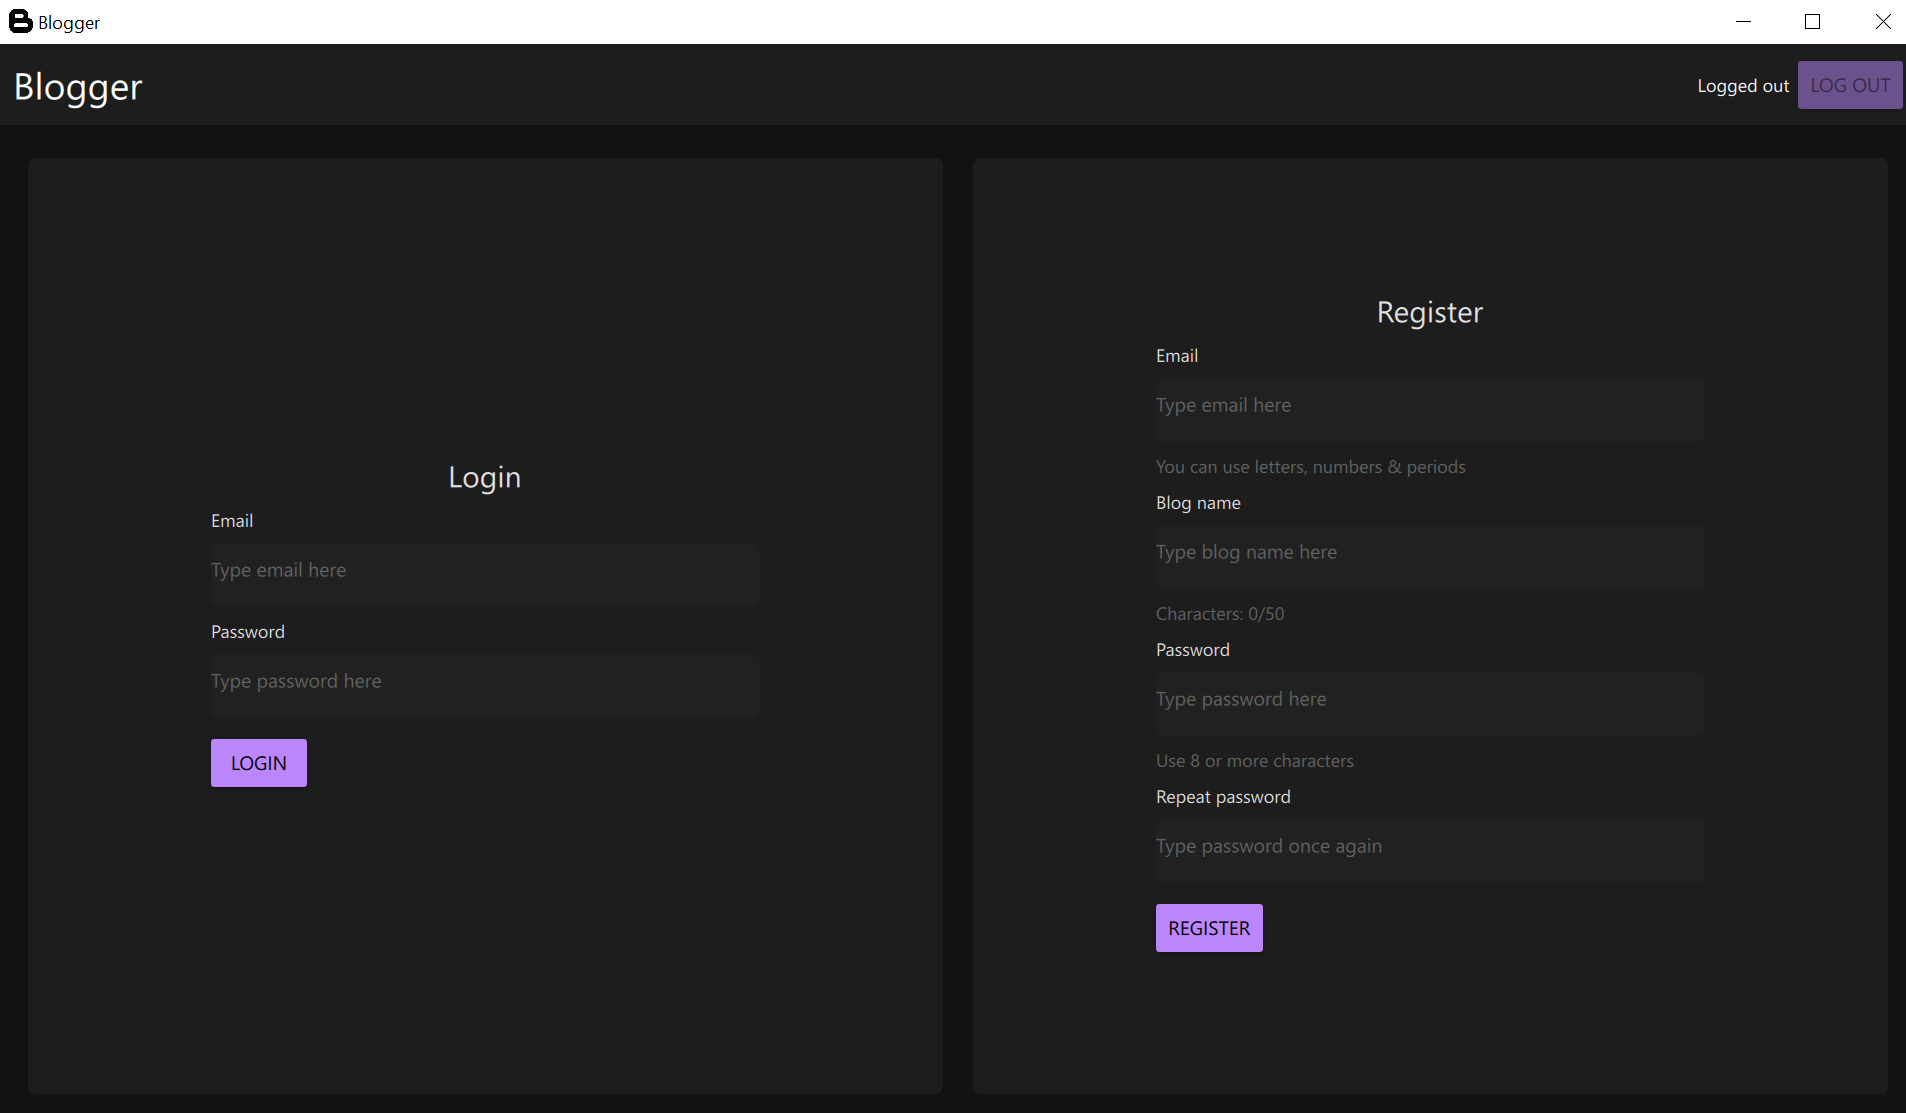 Blogger
Blogger
Logged out
LOG OUT
Login
Email
Type email here
Password
Type password here
LOGIN
Register
Email
Type email here
You can use letters, numbers & periods
Blog name
Type blog name here
Characters: 0/50
Password
Type password here
Use 8 or more characters
Repeat password
Type password once again
REGISTER